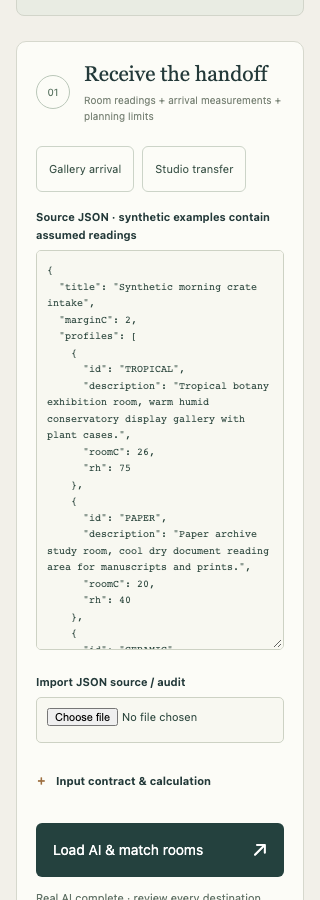 01
Receive the handoff
Room readings + arrival measurements +
planning limits
Gallery arrival
Studio transfer
Source JSON · synthetic examples contain
assumed readings
{
"title": "Synthetic morning crate
intake",
"marginC": 2,
"profiles": [
{
"id": "TROPICAL",
"description": "Tropical botany
exhibition room, warm humid
conservatory display gallery with
plant cases.",
"roomC": 26,
"rh": 75
},
{
"id": "PAPER",
"description": "Paper archive
study room, cool dry document reading
area for manuscripts and prints.",
"roomC": 20,
"rh": 40
},
{
"id": "CERAMIC",
Import JSON source / audit
Choose file No file chosen
+ Input contract & calculation
Load AI & match rooms
Real AI complete · review every destination